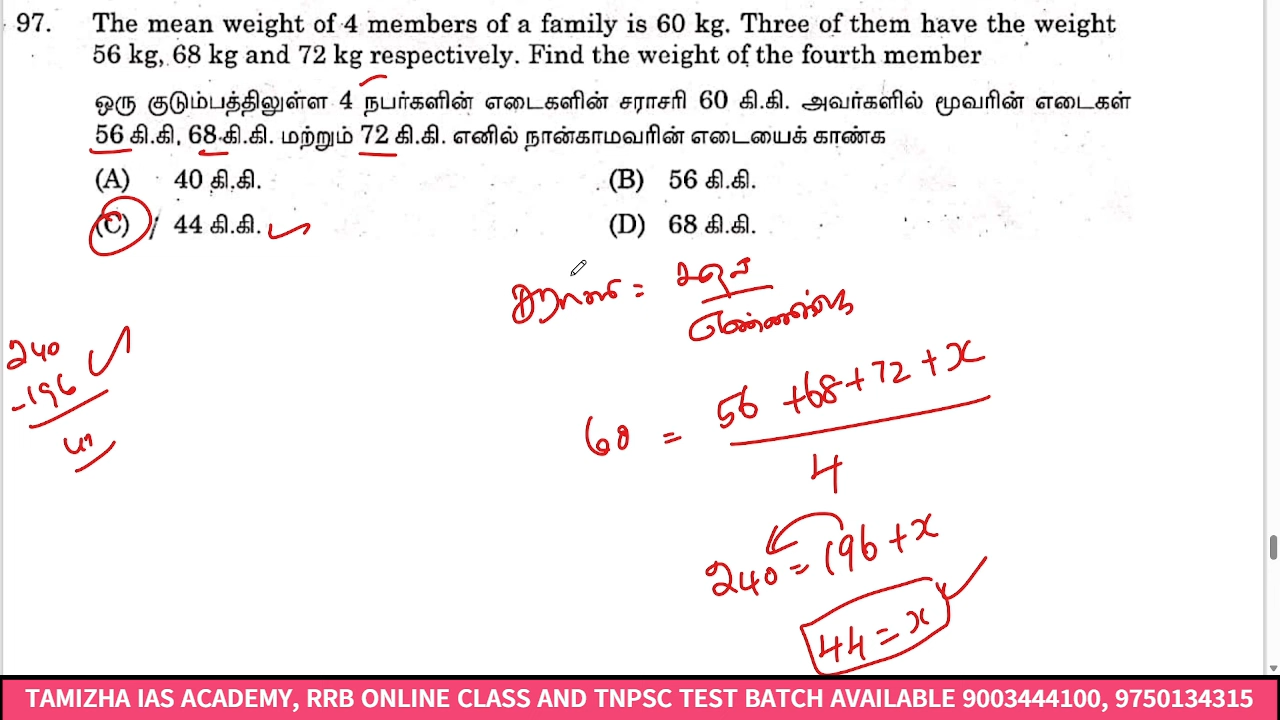 97. The mean weight of 4 members of a family is 60 kg. Three of them have the weight
56 kg, 68 kg and 72 kg respectively. Find the weight of the fourth member
ஒரு குடும்பத்திலுள்ள 4 நபர்களின் எடைகளின் சராசரி 60 கி.கி. அவர்களில் மூவரின் எடைகள்
56 கி.கி, 68 கி.கி. மற்றும் 72 கி.கி. எனில் நான்காமவரின் எடையைக் காண்க
(A) 40 கி.கி. (B) 56 கி.கி.
(C) 44 கி.கி. (D) 68 கி.கி.
சராசரி =
எண்ணிக்கை
240
-196
60 = 56 +68+72+x
4
240 = 196 + x
44 = x
TAMIZHA IAS ACADEMY, RRB ONLINE CLASS AND TNPSC TEST BATCH AVAILABLE 9003444100, 9750134315